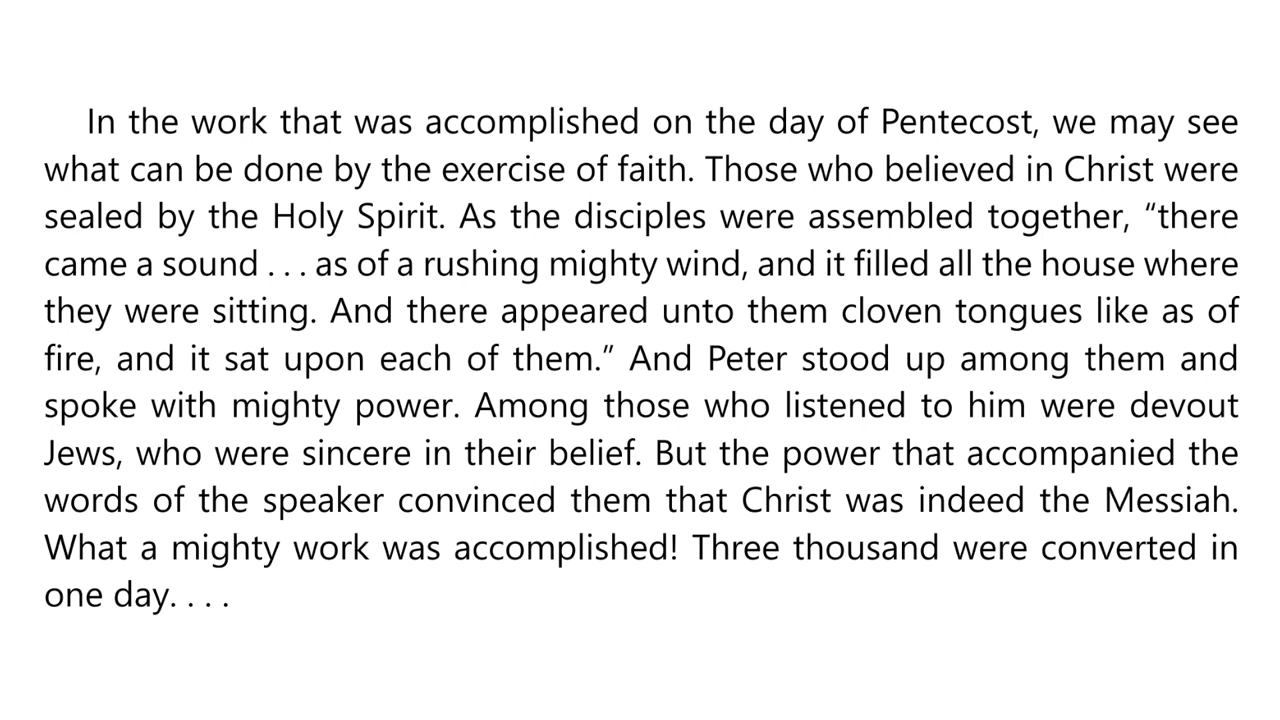 In the work that was accomplished on the day of Pentecost, we may see
what can be done by the exercise of faith. Those who believed in Christ were
sealed by the Holy Spirit. As the disciples were assembled together, “there
came a sound . . . as of a rushing mighty wind, and it filled all the house where
they were sitting. And there appeared unto them cloven tongues like as of
fire, and it sat upon each of them.” And Peter stood up among them and
spoke with mighty power. Among those who listened to him were devout
Jews, who were sincere in their belief. But the power that accompanied the
words of the speaker convinced them that Christ was indeed the Messiah.
What a mighty work was accomplished! Three thousand were converted in
one day. . . .